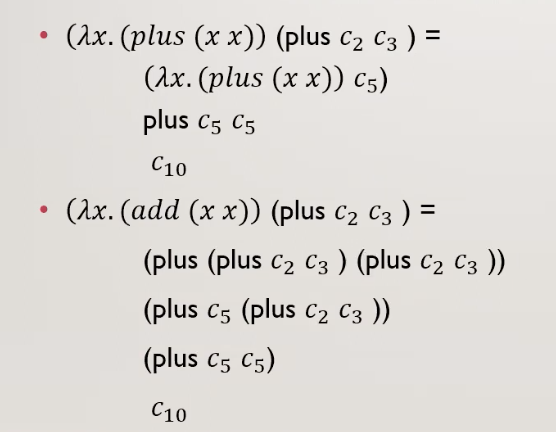 • (λx. (plus (x x)) (plus c₂ c₃ ) =
(λx. (plus (x x)) c₅)
plus c₅ c₅
c₁₀
• (λx. (add (x x)) (plus c₂ c₃ ) =
(plus (plus c₂ c₃ ) (plus c₂ c₃ ))
(plus c₅ (plus c₂ c₃ ))
(plus c₅ c₅)
c₁₀